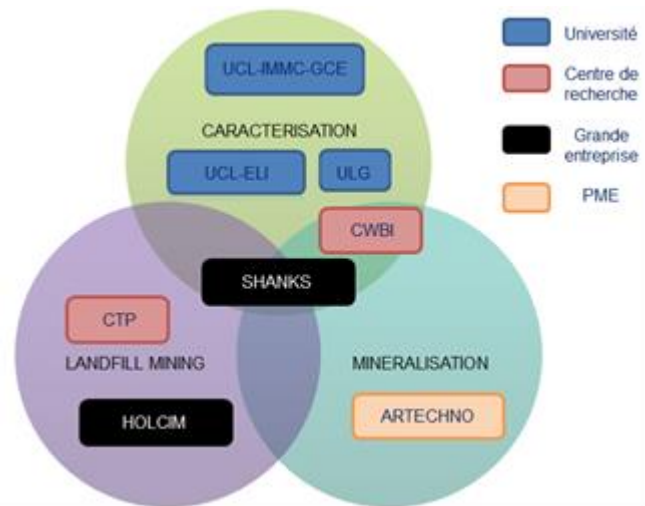 UCL-IMMC-GCE
CARACTERISATION
UCL-ELI
ULG
CWBI
SHANKS
CTP
LANDFILL MINING
HOLCIM
MINERALISATION
ARTECHNO
Université
Centre de
recherche
Grande
entreprise
PME